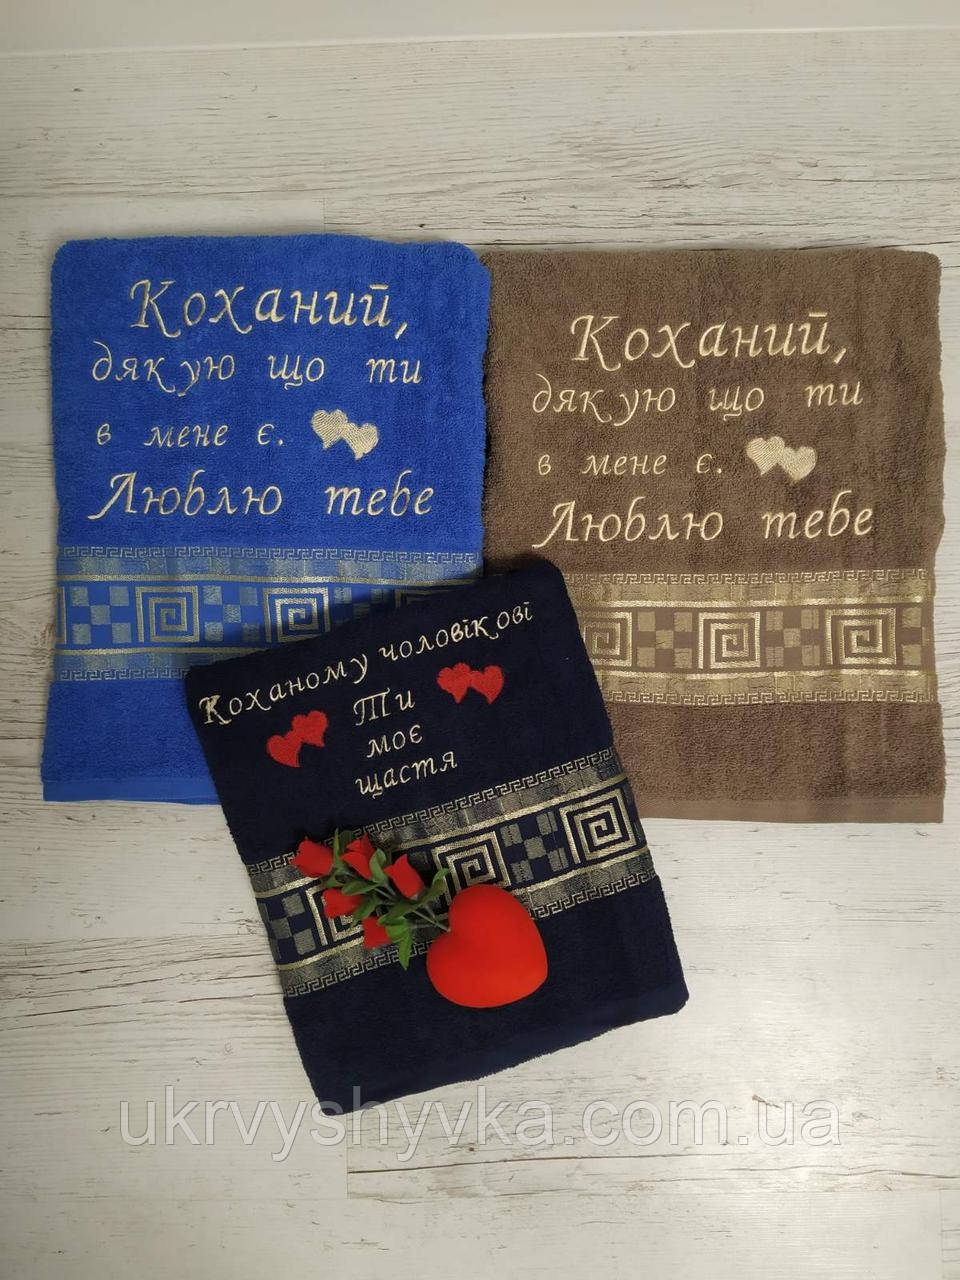 Коханий,
дякую що ти
в мене є.
Люблю тебе
Коханий,
дякую що ти
в мене є.
Люблю тебе
Коханому чоловікові
Ти
моє
щастя
ukrvyshyvka.com.ua